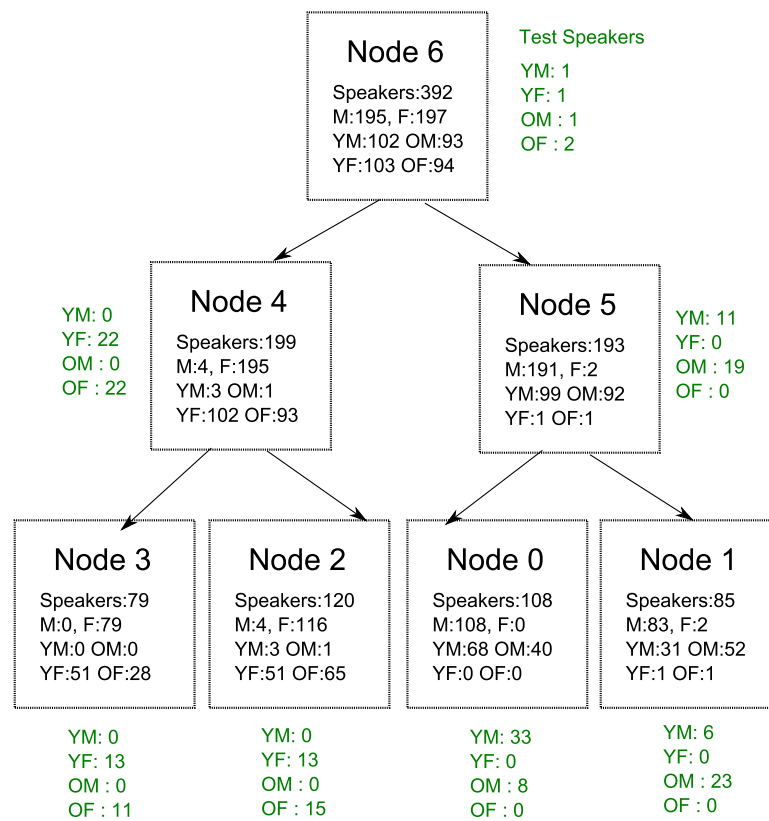 Node 6
Speakers:392
M:195, F:197
YM:102 OM:93
YF:103 OF:94
Test Speakers
YM: 1
YF: 1
OM : 1
OF : 2
Node 4
Speakers:199
M:4, F:195
YM:3 OM:1
YF:102 OF:93
YM: 0
YF: 22
OM : 0
OF : 22
Node 5
Speakers:193
M:191, F:2
YM:99 OM:92
YF:1 OF:1
YM: 11
YF: 0
OM : 19
OF : 0
Node 3
Speakers:79
M:0, F:79
YM:0 OM:0
YF:51 OF:28
Node 2
Speakers:120
M:4, F:116
YM:3 OM:1
YF:51 OF:65
Node 0
Speakers:108
M:108, F:0
YM:68 OM:40
YF:0 OF:0
Node 1
Speakers:85
M:83, F:2
YM:31 OM:52
YF:1 OF:1
YM: 0
YF: 13
OM : 0
OF : 11
YM: 0
YF: 13
OM : 0
OF : 15
YM: 33
YF: 0
OM : 8
OF : 0
YM: 6
YF: 0
OM : 23
OF : 0